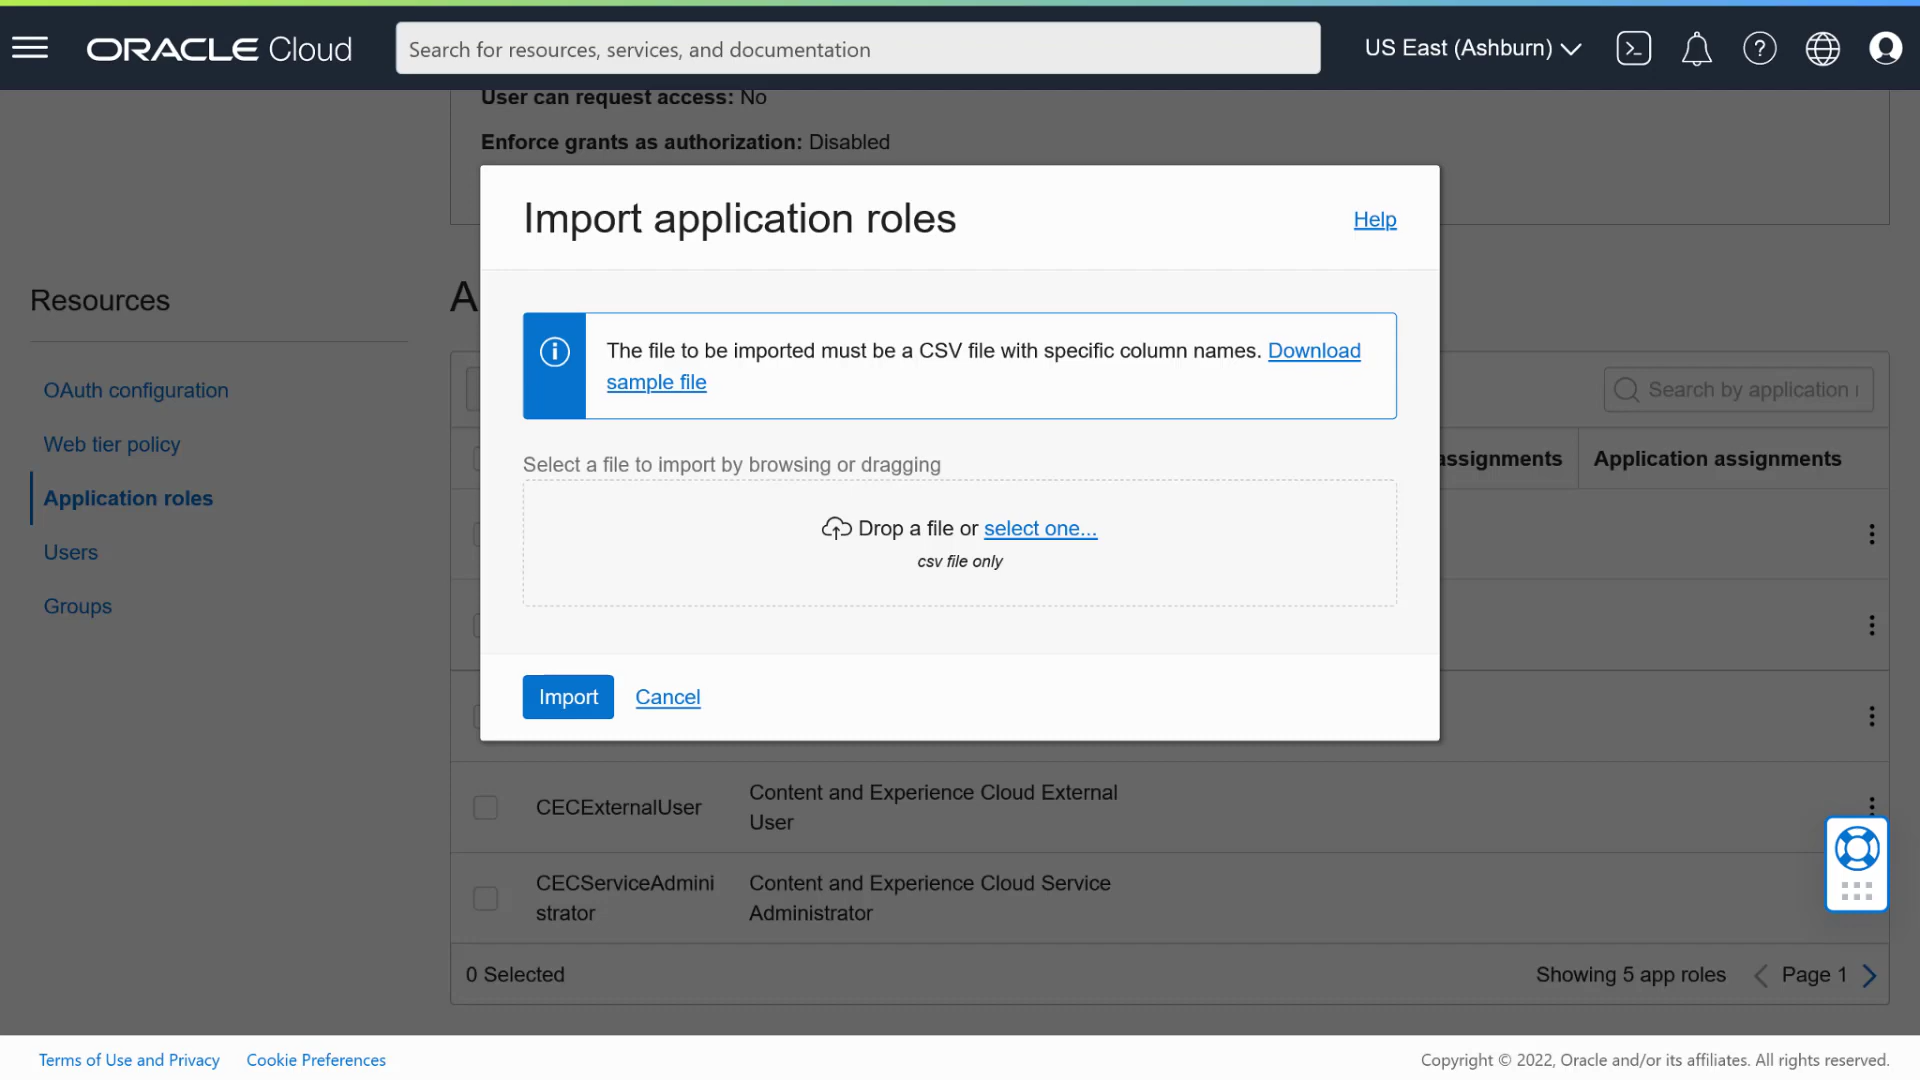 ORACLE Cloud
Search for resources, services, and documentation
US East (Ashburn)
User can request access: No
Enforce grants as authorization: Disabled
Import application roles
Help
The file to be imported must be a CSV file with specific column names. Download
sample file
Select a file to import by browsing or dragging
Drop a file or select one...
csv file only
Import
Cancel
Resources
OAuth configuration
Web tier policy
Application roles
Users
Groups
A
Search by application
assignments
Application assignments
CECExternalUser
Content and Experience Cloud External
User
CECServiceAdmini
strator
Content and Experience Cloud Service
Administrator
0 Selected
Showing 5 app roles
Page 1
Terms of Use and Privacy
Cookie Preferences
Copyright © 2022, Oracle and/or its affiliates. All rights reserved.